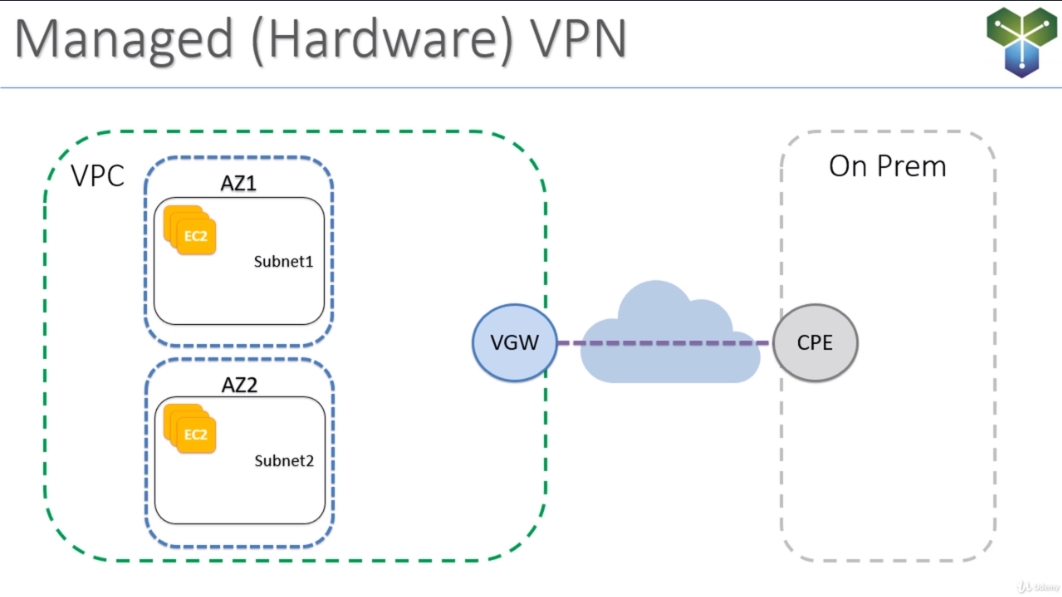 Managed (Hardware) VPN
VPC
AZ1
EC2
Subnet1
AZ2
EC2
Subnet2
VGW
CPE
On Prem
Udemy